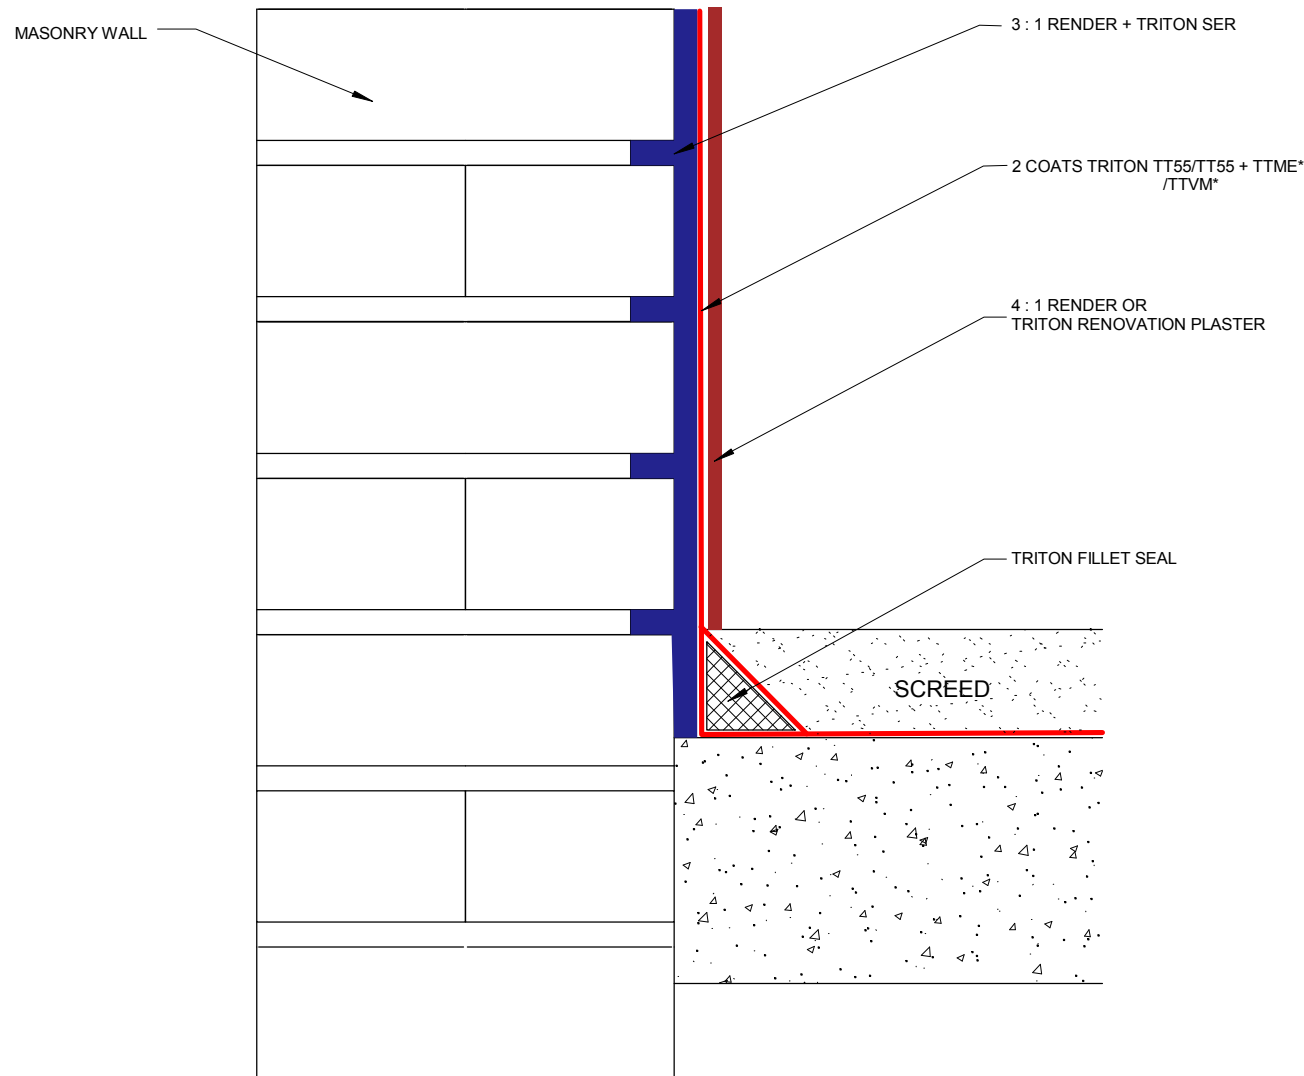 MASONRY WALL
3 : 1 RENDER + TRITON SER
2 COATS TRITON TT55/TT55 + TTME*
/TTVM*
4 : 1 RENDER OR
TRITON RENOVATION PLASTER
TRITON FILLET SEAL
SCREED